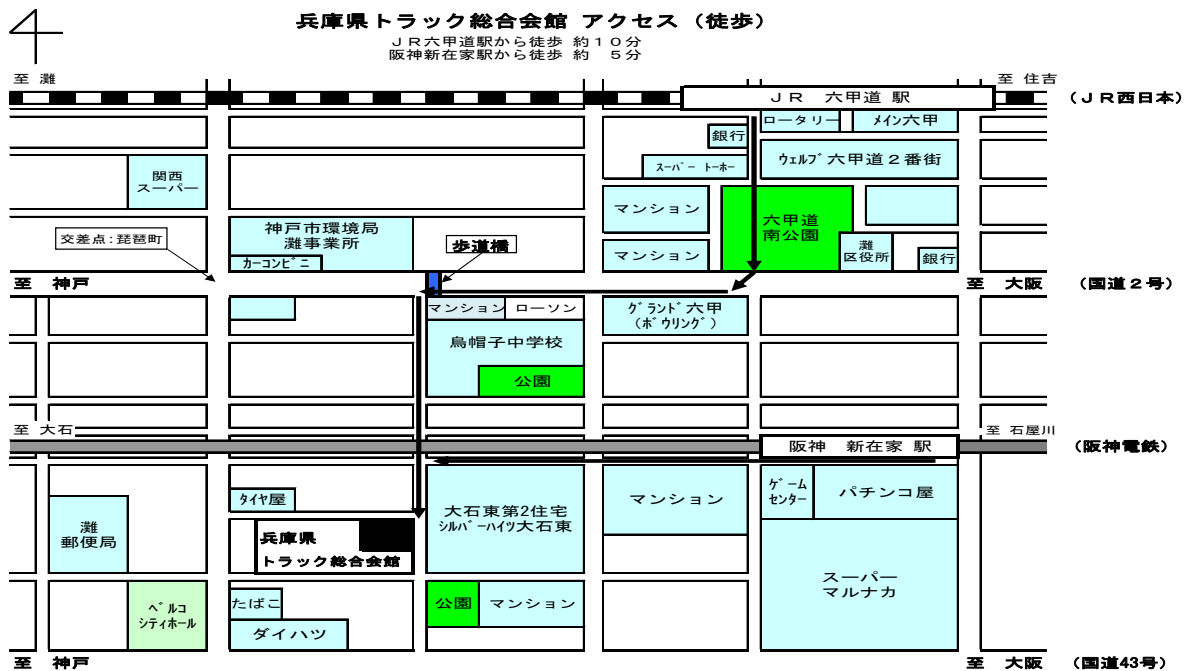 兵庫県トラック総合会館 アクセス（徒歩）
ＪＲ六甲道駅から徒歩 約１０分
阪神新在家駅から徒歩 約　５分
至 灘
至 住吉
ＪＲ　六甲道 駅
（ＪＲ西日本）
ロータリー
メイン六甲
銀行
スーパー トーホー
ウェルブ六甲道２番街
関西
スーパー
マンション
六甲道
南公園
神戸市環境局
灘事業所
カーコンビニ
交差点：琵琶町
歩道橋
マンション
灘
区役所
銀行
至　神戸
至　大阪
（国道２号）
マンション
ローソン
グランド六甲
（ボウリング）
烏帽子中学校
公園
至 大石
至 石屋川
阪神　新在家 駅
（阪神電鉄）
タイヤ屋
大石東第2住宅
シルバーハイツ大石東
マンション
ゲーム
センター
パチンコ屋
灘
郵便局
兵庫県
トラック総合会館
スーパー
マルナカ
ベルコ
シティホール
たばこ
ダイハツ
公園
マンション
至　神戸
至　大阪
（国道43号）